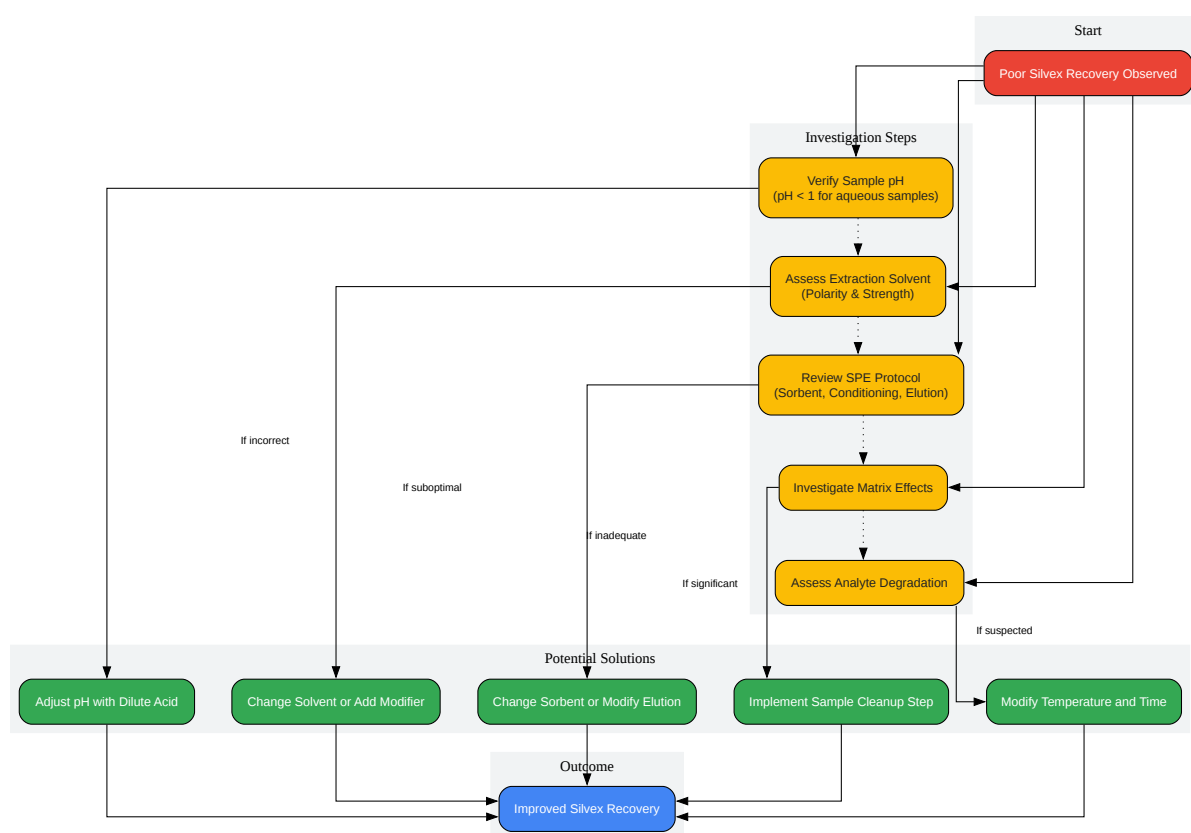 Start
Poor Silvex Recovery Observed
Investigation Steps
Verify Sample pH
(pH < 1 for aqueous samples)
Assess Extraction Solvent
(Polarity & Strength)
Review SPE Protocol
(Sorbent, Conditioning, Elution)
If incorrect
If suboptimal
Investigate Matrix Effects
If inadequate
If significant
Assess Analyte Degradation
If suspected
Potential Solutions
Adjust pH with Dilute Acid
Change Solvent or Add Modifier
Change Sorbent or Modify Elution
Implement Sample Cleanup Step
Modify Temperature and Time
Outcome
Improved Silvex Recovery